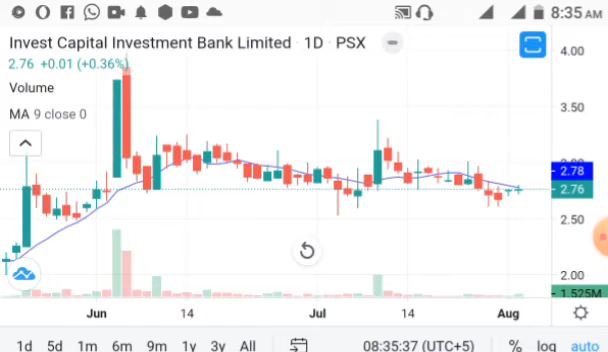 8:35 AM
Invest Capital Investment Bank Limited · 1D · PSX
2.76 +0.01 (+0.36%)
Volume
MA 9 close 0
4.00
3.50
2.78
2.76
2.50
2.00
1.525M
Jun 14 Jul 14 Aug
1d 5d 1m 6m 9m 1y 3y All 08:35:37 (UTC+5) % log auto